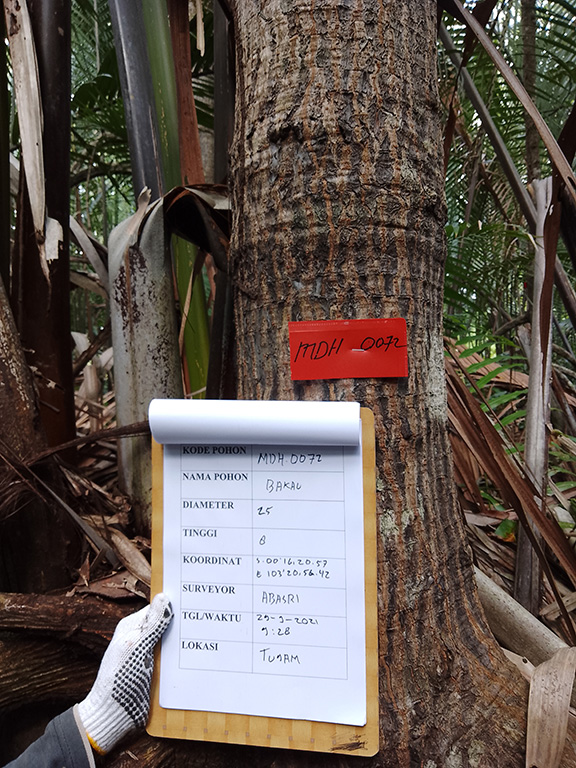 MDH 0072
KODE POHON MDH.0072
NAMA POHON BAKAU
DIAMETER 25
TINGGI 8
KOORDINAT S.00'16.20.57
E 103'20.56.42
SURVEYOR ABASRI
TGL/WAKTU 29-9-2021
9:28
LOKASI